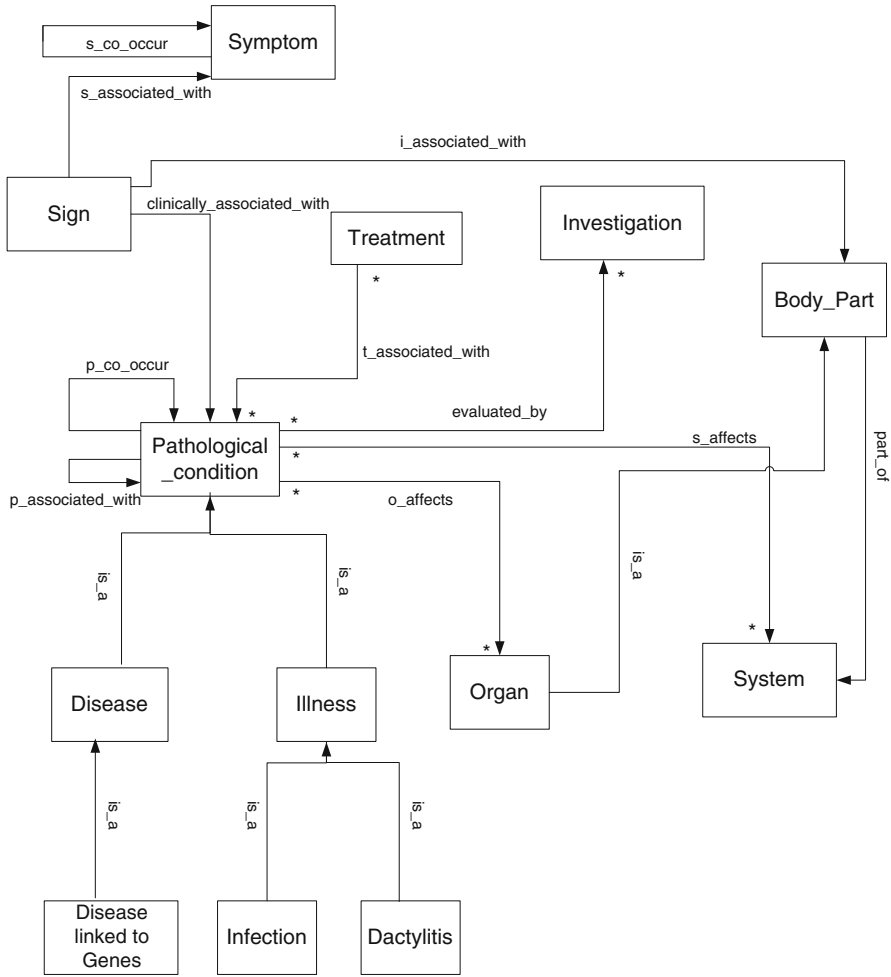 Symptom
s_co_occur
s_associated_with
i_associated_with
Sign
clinically_associated_with
Treatment
*
Investigation
*
Body_Part
p_co_occur
t_associated_with
*
*
evaluated_by
s_affects
part_of
Pathological
_condition
*
p_associated_with
*
o_affects
is_a
is_a
is_a
*
*
Disease
Illness
Organ
System
is_a
is_a
is_a
Disease
linked to
Genes
Infection
Dactylitis